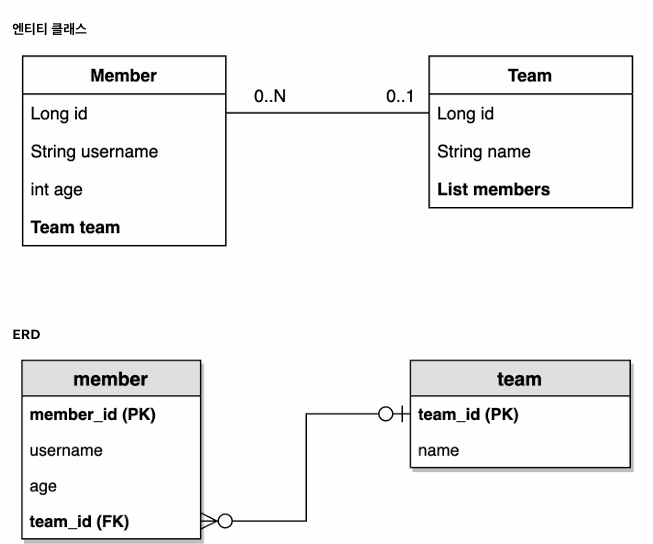 엔티티 클래스
Member
Long id
String username
int age
Team team
0..N
0..1
Team
Long id
String name
List members
ERD
member
member_id (PK)
username
age
team_id (FK)
team
team_id (PK)
name